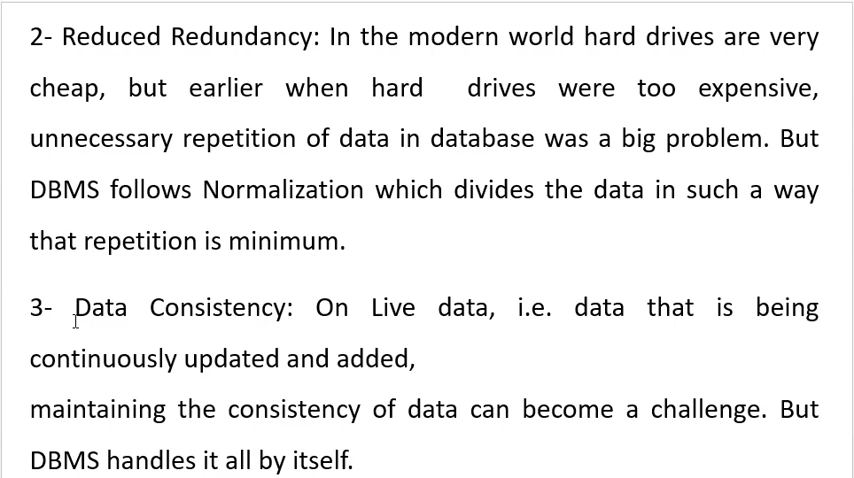 2- Reduced Redundancy: In the modern world hard drives are very
cheap, but earlier when hard drives were too expensive,
unnecessary repetition of data in database was a big problem. But
DBMS follows Normalization which divides the data in such a way
that repetition is minimum.
3- Data Consistency: On Live data, i.e. data that is being
continuously updated and added,
maintaining the consistency of data can become a challenge. But
DBMS handles it all by itself.